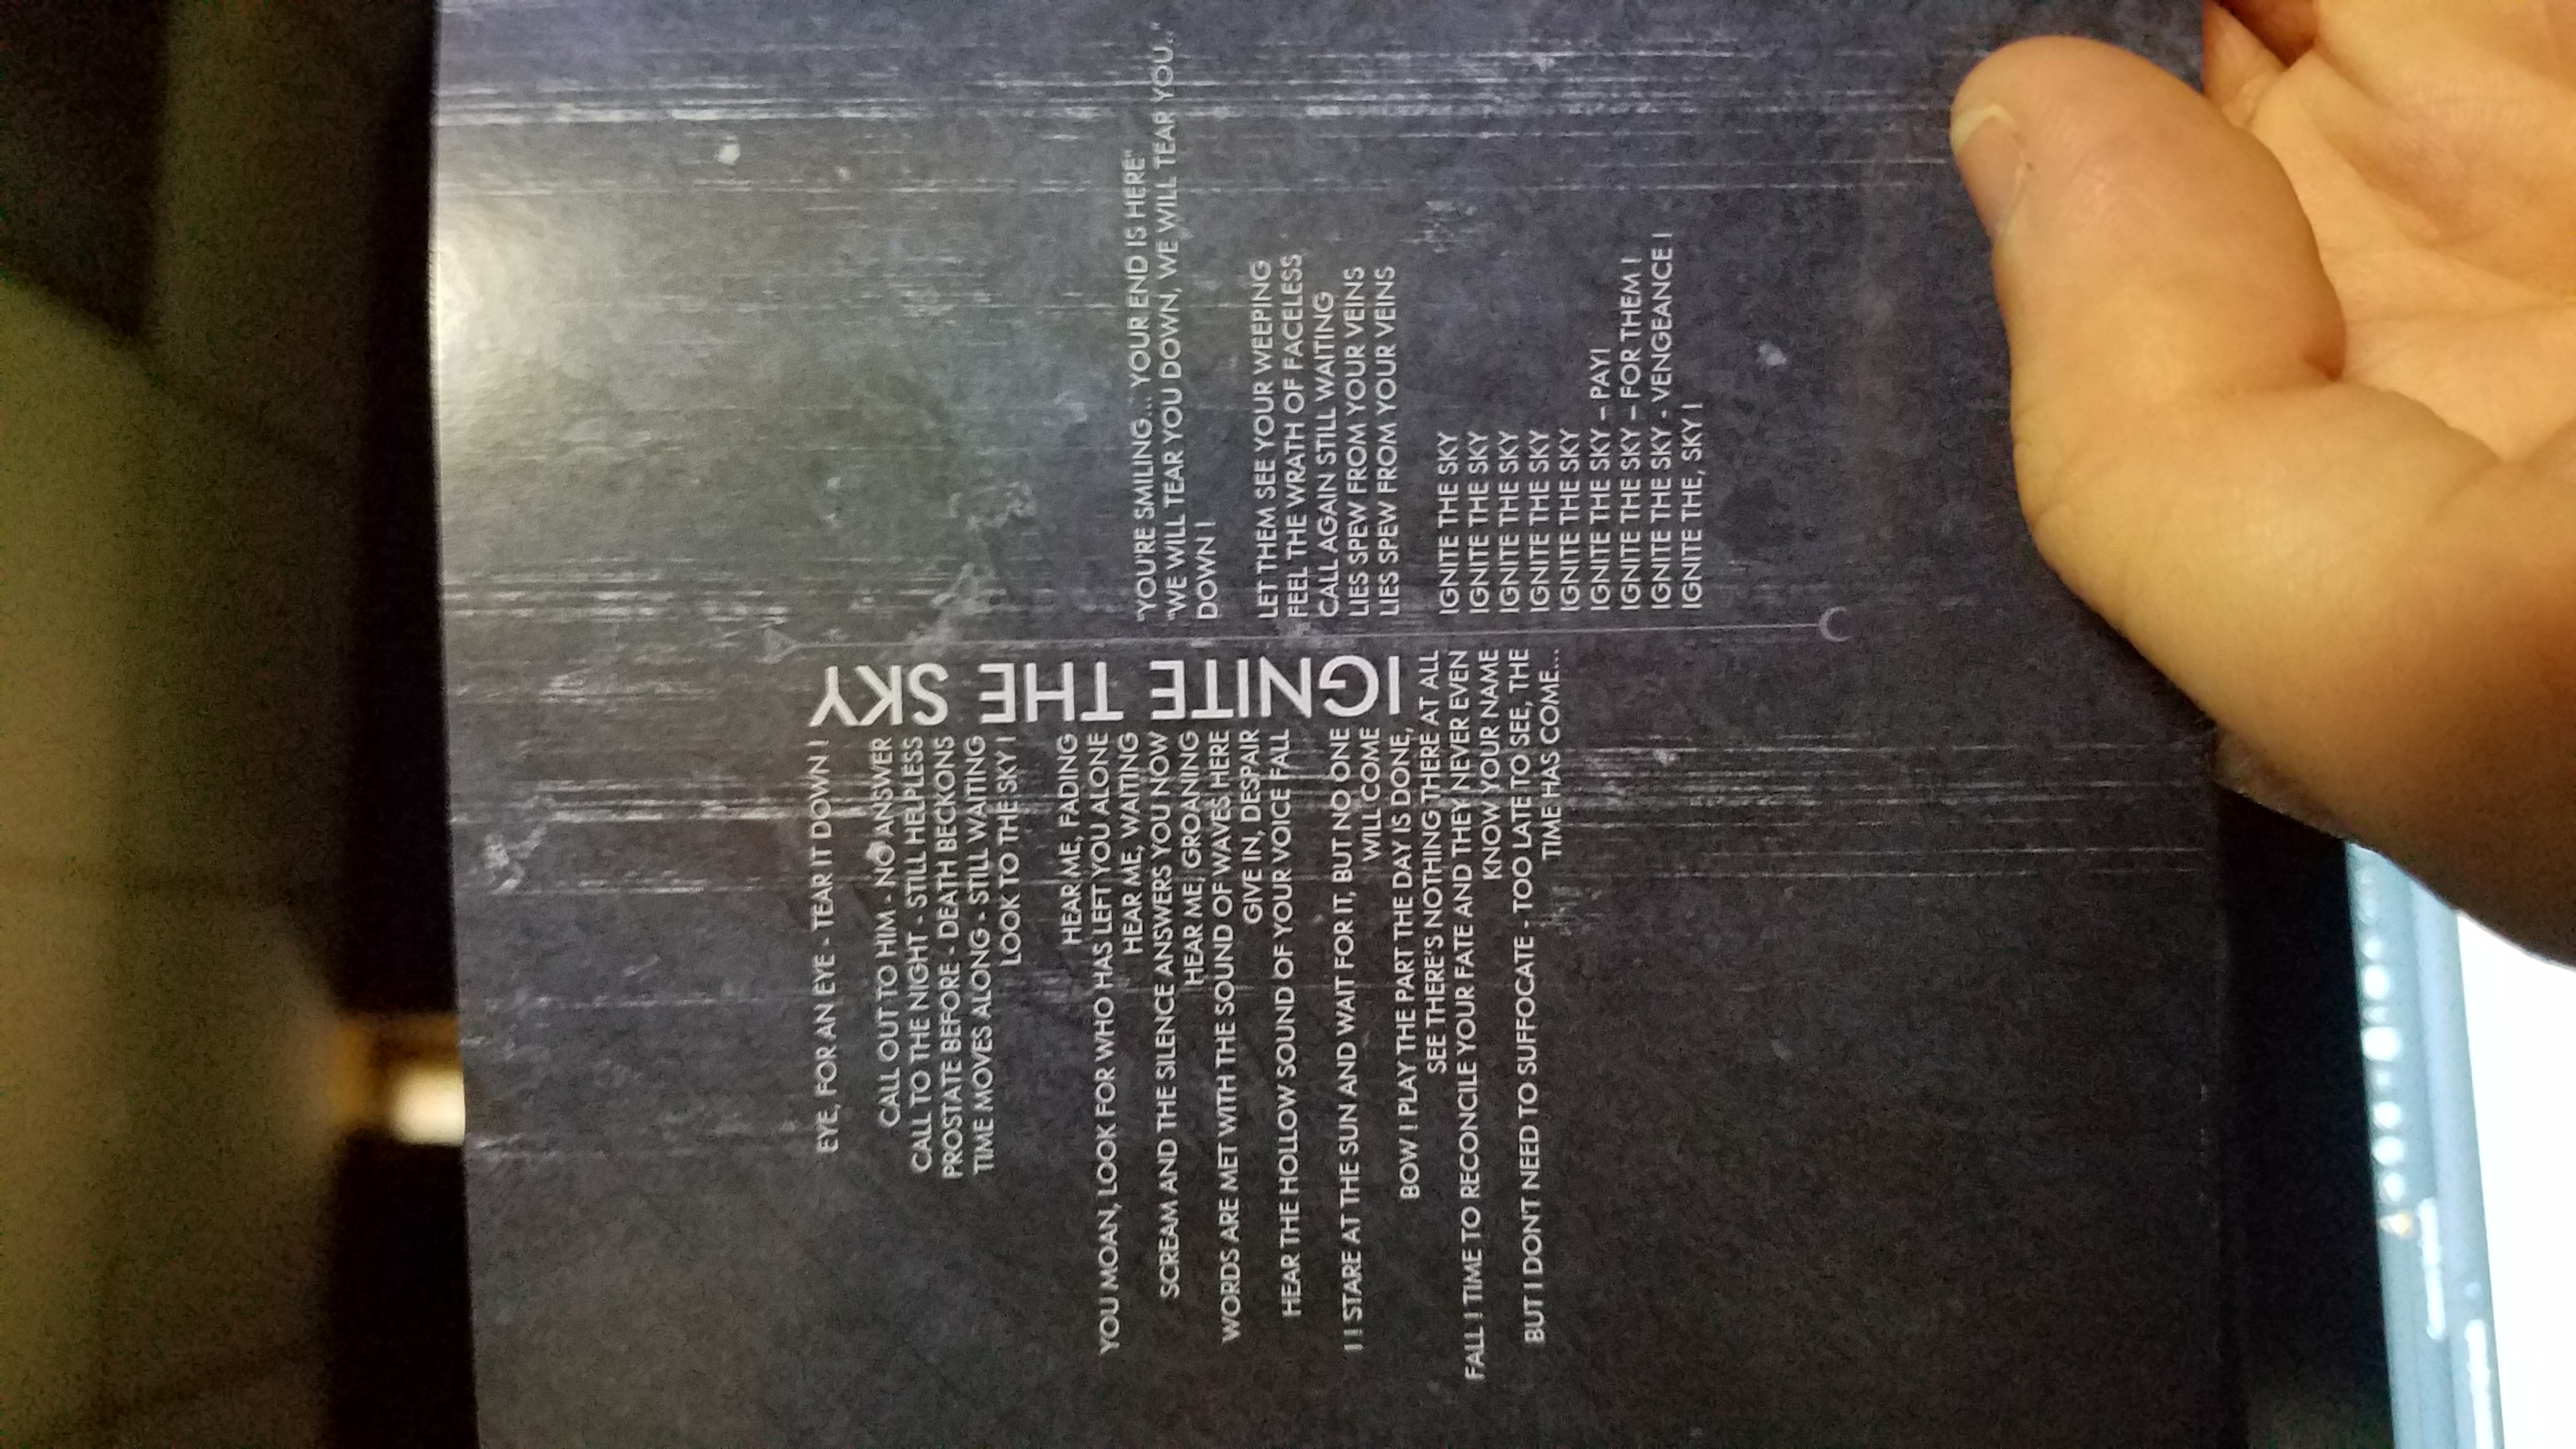 IGNITE THE SKY
EYE, FOR AN EYE - TEAR IT DOWN !
CALL OUT TO HIM - NO ANSWER
CALL TO THE NIGHT - STILL HELPLESS
PROSTATE BEFORE - DEATH BECKONS
TIME MOVES ALONG - STILL WAITING
LOOK TO THE SKY !
HEAR ME, FADING
YOU MOAN, LOOK FOR WHO HAS LEFT YOU ALONE
HEAR ME, WAITING
SCREAM AND THE SILENCE ANSWERS YOU NOW
HEAR ME, GROANING
WORDS ARE MET WITH THE SOUND OF WAVES HERE
GIVE IN, DESPAIR
HEAR THE HOLLOW SOUND OF YOUR VOICE FALL
I ! STARE AT THE SUN AND WAIT FOR IT, BUT NO ONE
WILL COME
BOW ! PLAY THE PART THE DAY IS DONE,
SEE THERE'S NOTHING THERE AT ALL
FALL ! TIME TO RECONCILE YOUR FATE AND THEY NEVER EVEN
KNOW YOUR NAME
BUT I DONT NEED TO SUFFOCATE - TOO LATE TO SEE, THE
TIME HAS COME...
"YOU'RE SMILING... YOUR END IS HERE"
"WE WILL TEAR YOU DOWN, WE WILL TEAR YOU.."
DOWN !
LET THEM SEE YOUR WEEPING
FEEL THE WRATH OF FACELESS
CALL AGAIN STILL WAITING
LIES SPEW FROM YOUR VEINS
LIES SPEW FROM YOUR VEINS
IGNITE THE SKY
IGNITE THE SKY
IGNITE THE SKY
IGNITE THE SKY
IGNITE THE SKY
IGNITE THE SKY – PAY!
IGNITE THE SKY – FOR THEM !
IGNITE THE SKY - VENGEANCE !
IGNITE THE, SKY !